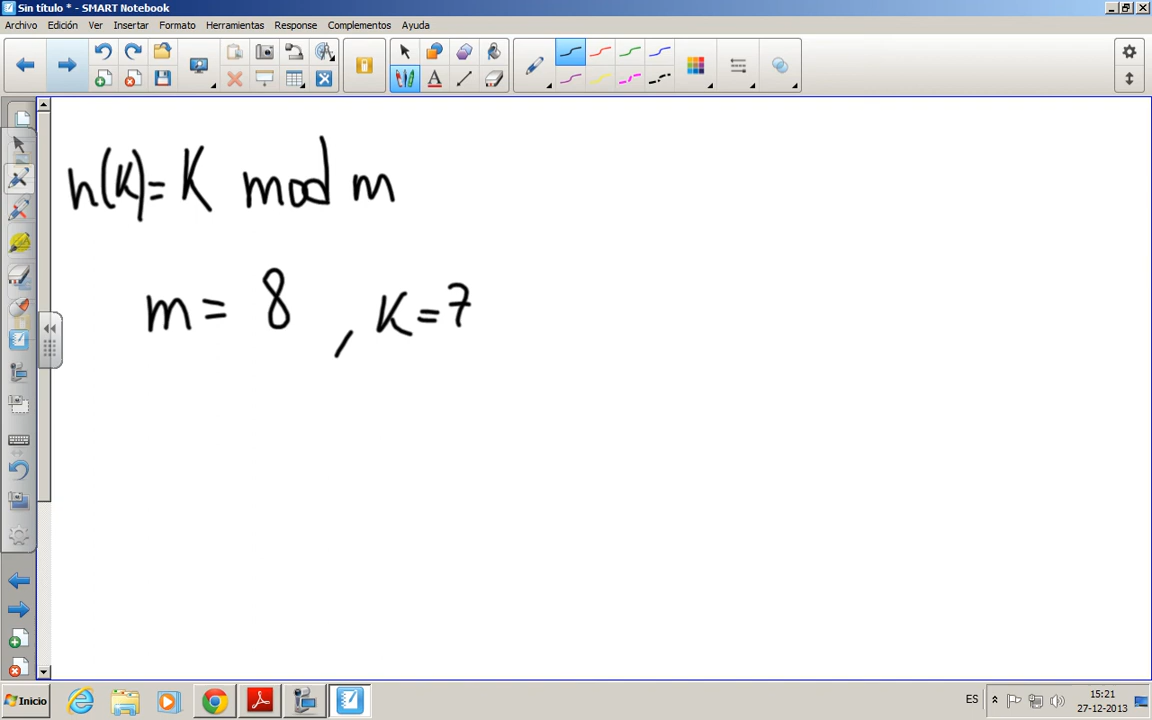 Sin título * - SMART Notebook
Archivo Edición Ver Insertar Formato Herramientas Response Complementos Ayuda
h(K)= K mod m
m = 8 , K = 7
Inicio
ES
15:21
27-12-2013